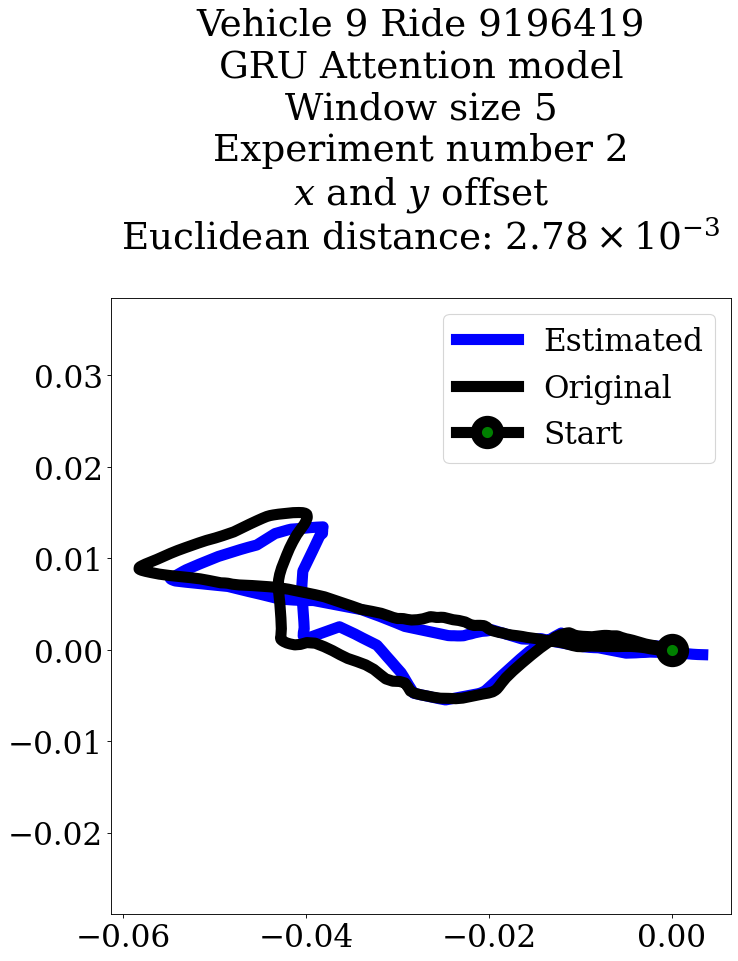 Vehicle 9 Ride 9196419
GRU Attention model
Window size 5
Experiment number 2
x and y offset
Euclidean distance: 2.78 × 10⁻³
Estimated
Original
Start
0.03
0.02
0.01
0.00
−0.01
−0.02
−0.06 −0.04 −0.02 0.00